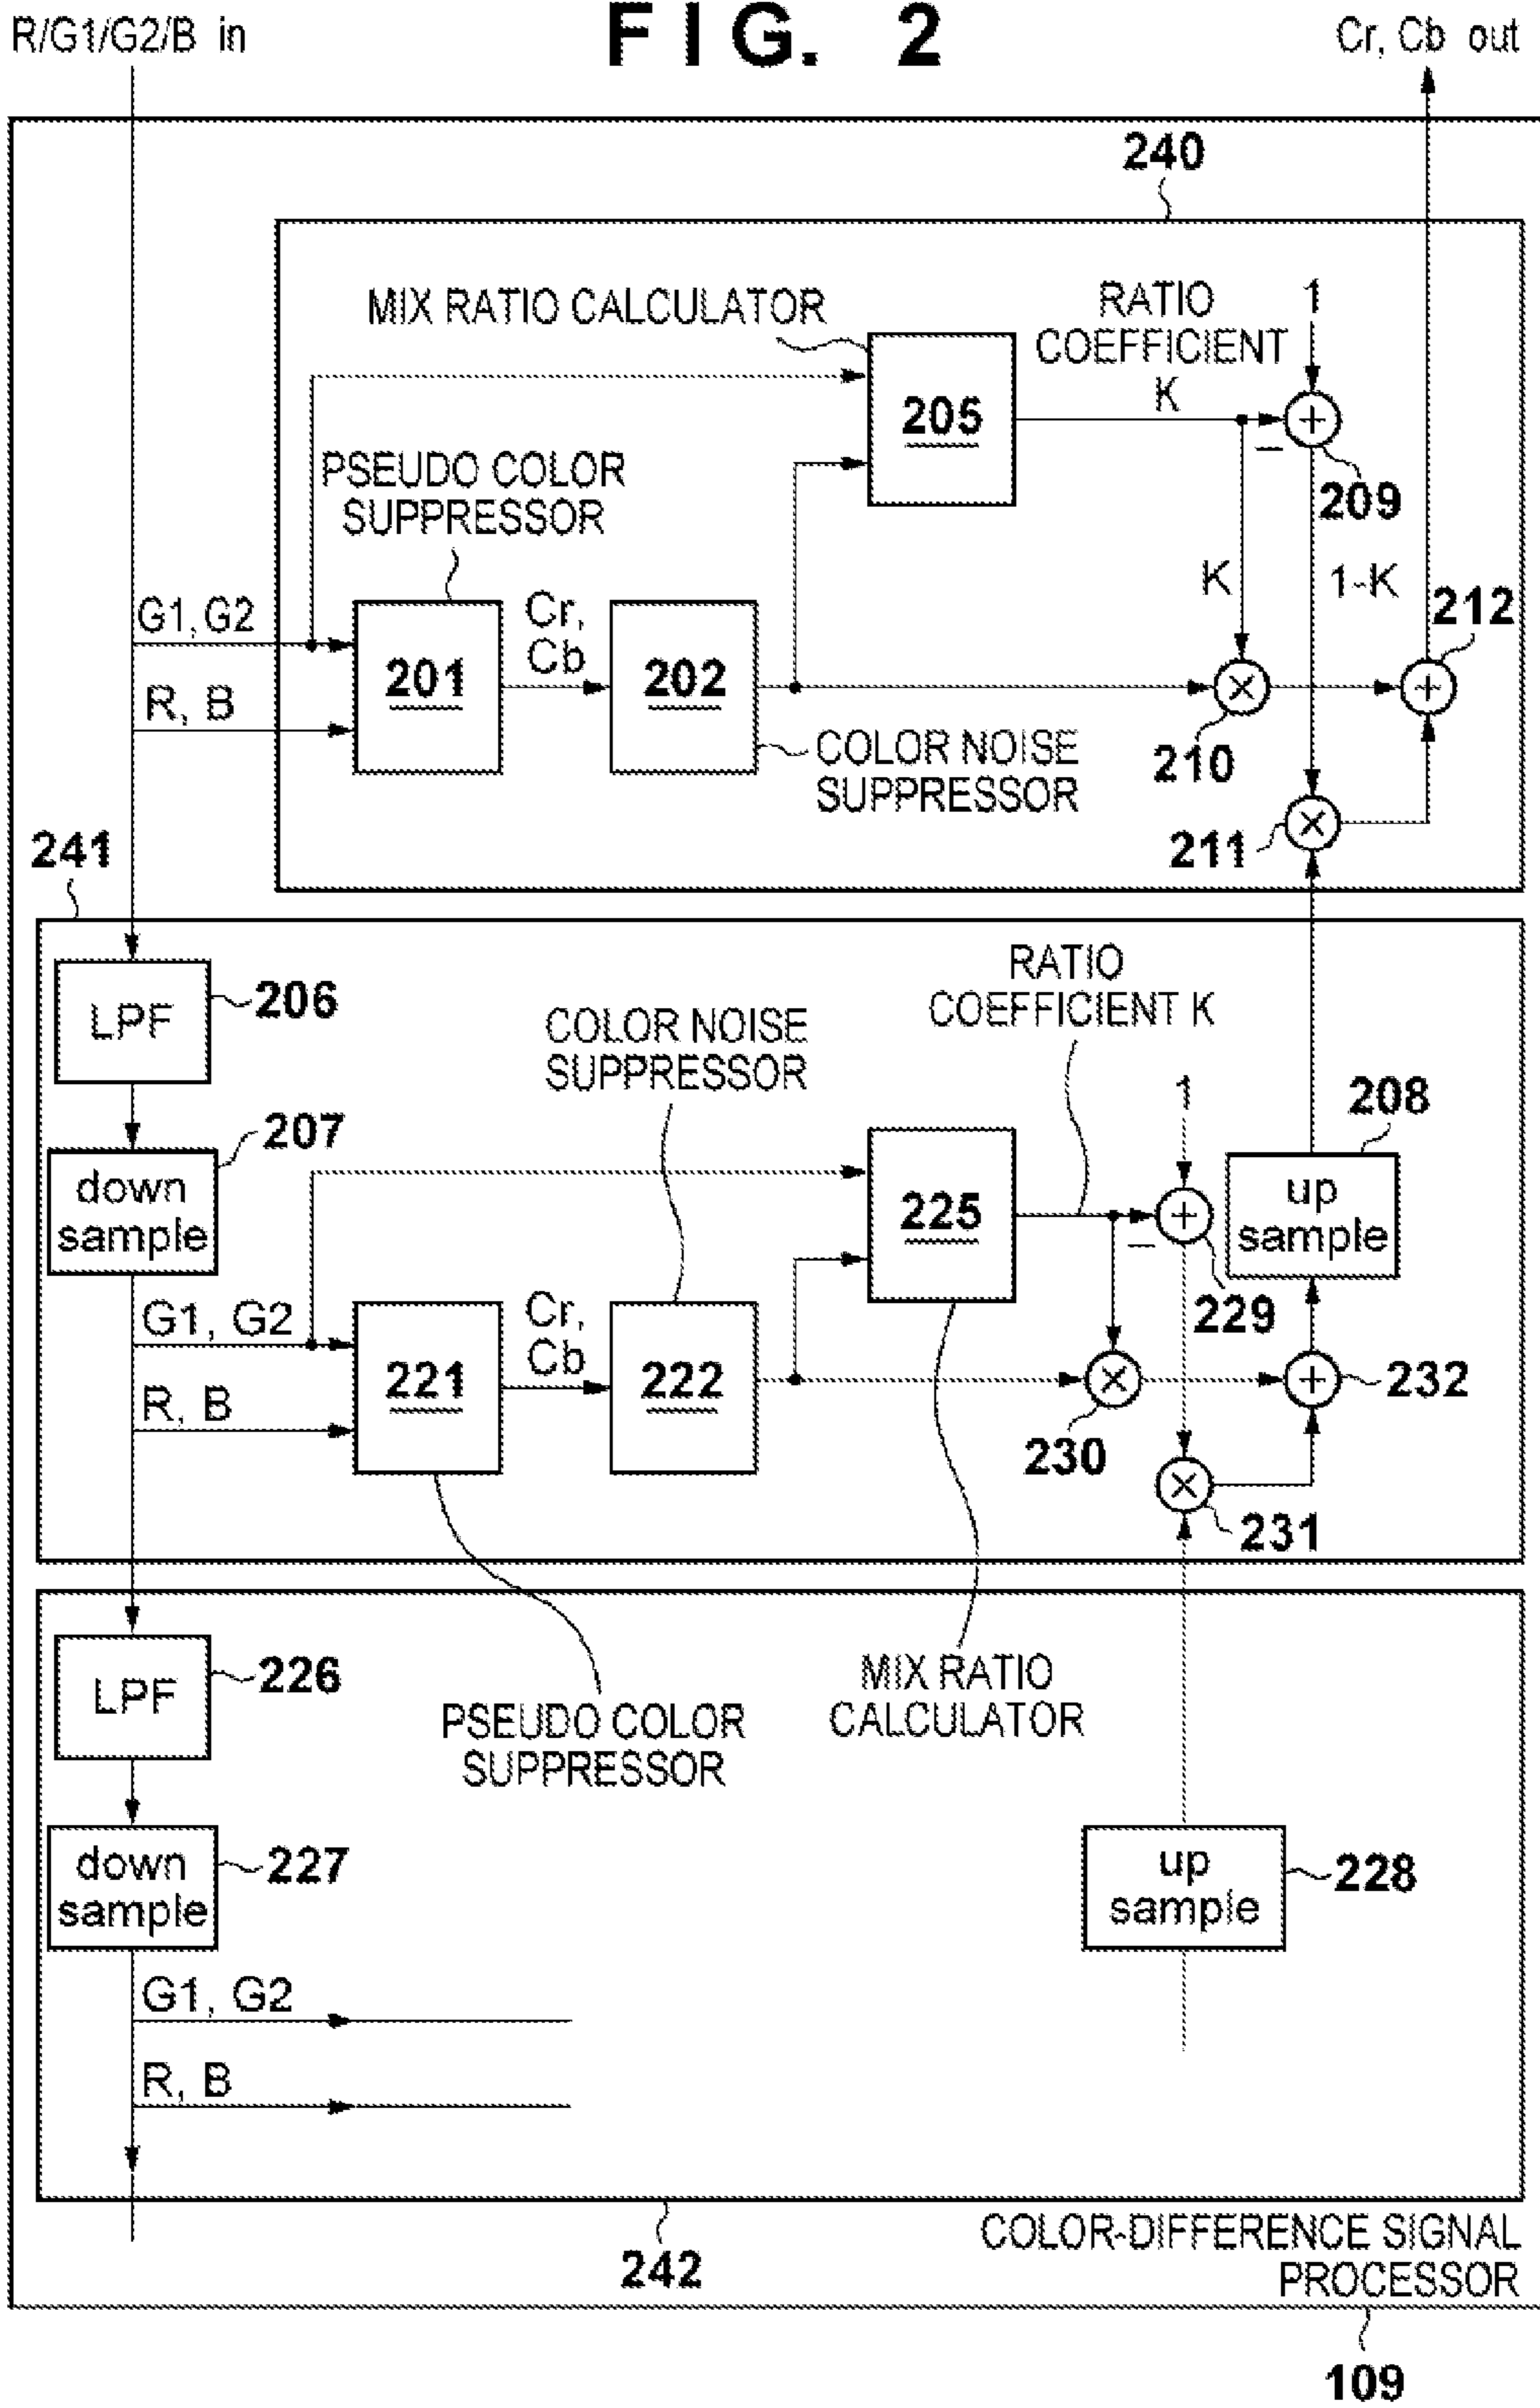 FIG. 2
R/G1/G2/B in
Cr, Cb out
240
MIX RATIO CALCULATOR
RATIO
COEFFICIENT
K
1
205
209
PSEUDO COLOR
SUPPRESSOR
K
1-K
212
G1, G2
R, B
201
Cr,
Cb
202
210
COLOR NOISE
SUPPRESSOR
211
241
LPF
206
RATIO
COEFFICIENT K
COLOR NOISE
SUPPRESSOR
1
208
207
down
sample
225
up
sample
229
G1, G2
R, B
221
Cr,
Cb
222
230
232
231
LPF
226
PSEUDO COLOR
SUPPRESSOR
MIX RATIO
CALCULATOR
down
sample
227
up
sample
228
G1, G2
R, B
242
COLOR-DIFFERENCE SIGNAL
PROCESSOR
109